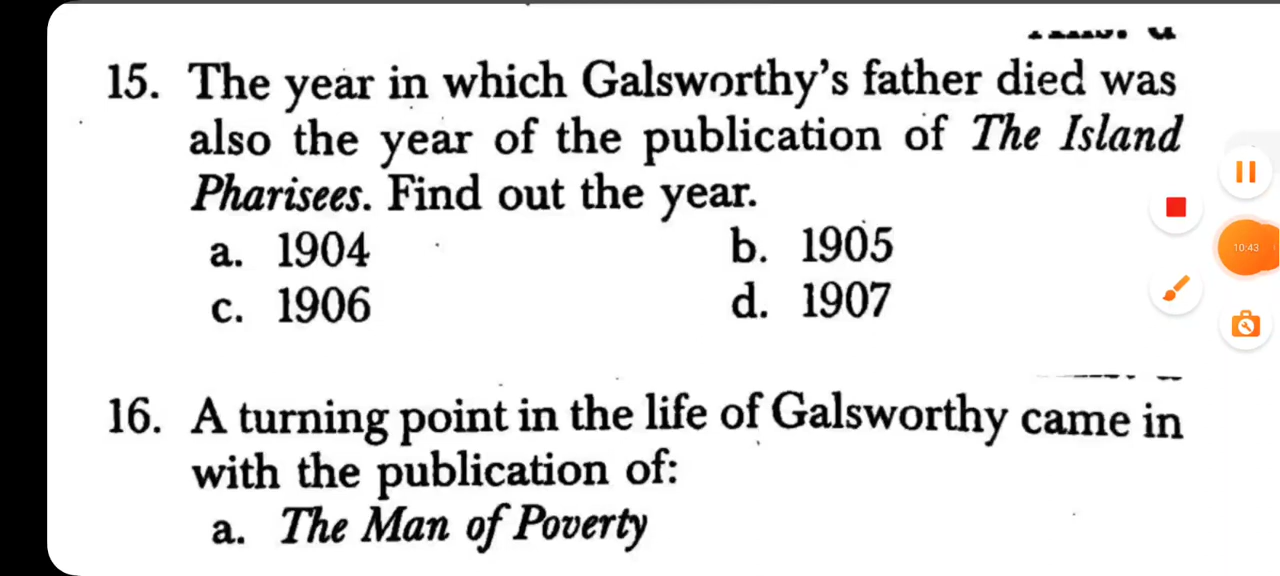 15. The year in which Galsworthy's father died was
also the year of the publication of The Island
Pharisees. Find out the year.
a. 1904 b. 1905
c. 1906 d. 1907
10:43
16. A turning point in the life of Galsworthy came in
with the publication of:
a. The Man of Poverty